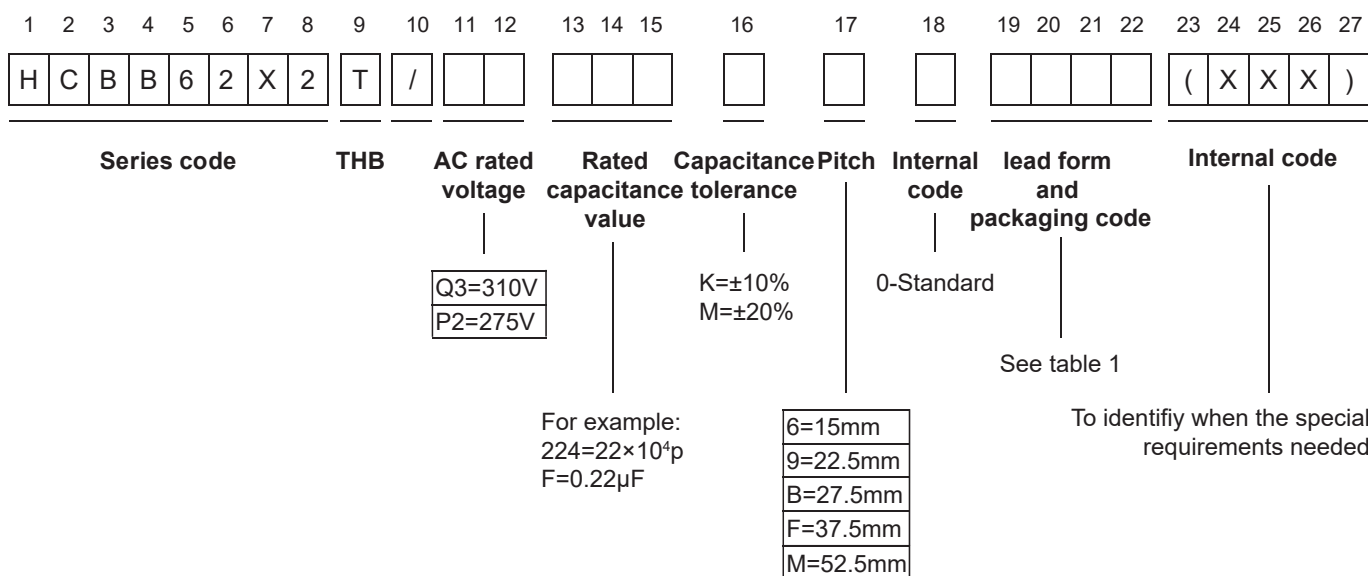 1 2 3 4 5 6 7 8 9 10 11 12 13 14 15 16 17 18 19 20 21 22 23 24 25 26 27
H C B B 6 2 X 2 T / ( X X X )
Series code THB AC rated voltage Rated capacitance value Capacitance tolerance Pitch Internal code lead form and packaging code Internal code
Q3=310V
P2=275V
K=±10%
M=±20%
0-Standard
See table 1
For example:
224=22×10⁴p
F=0.22µF
6=15mm
9=22.5mm
B=27.5mm
F=37.5mm
M=52.5mm
To identifiy when the special
requirements needed